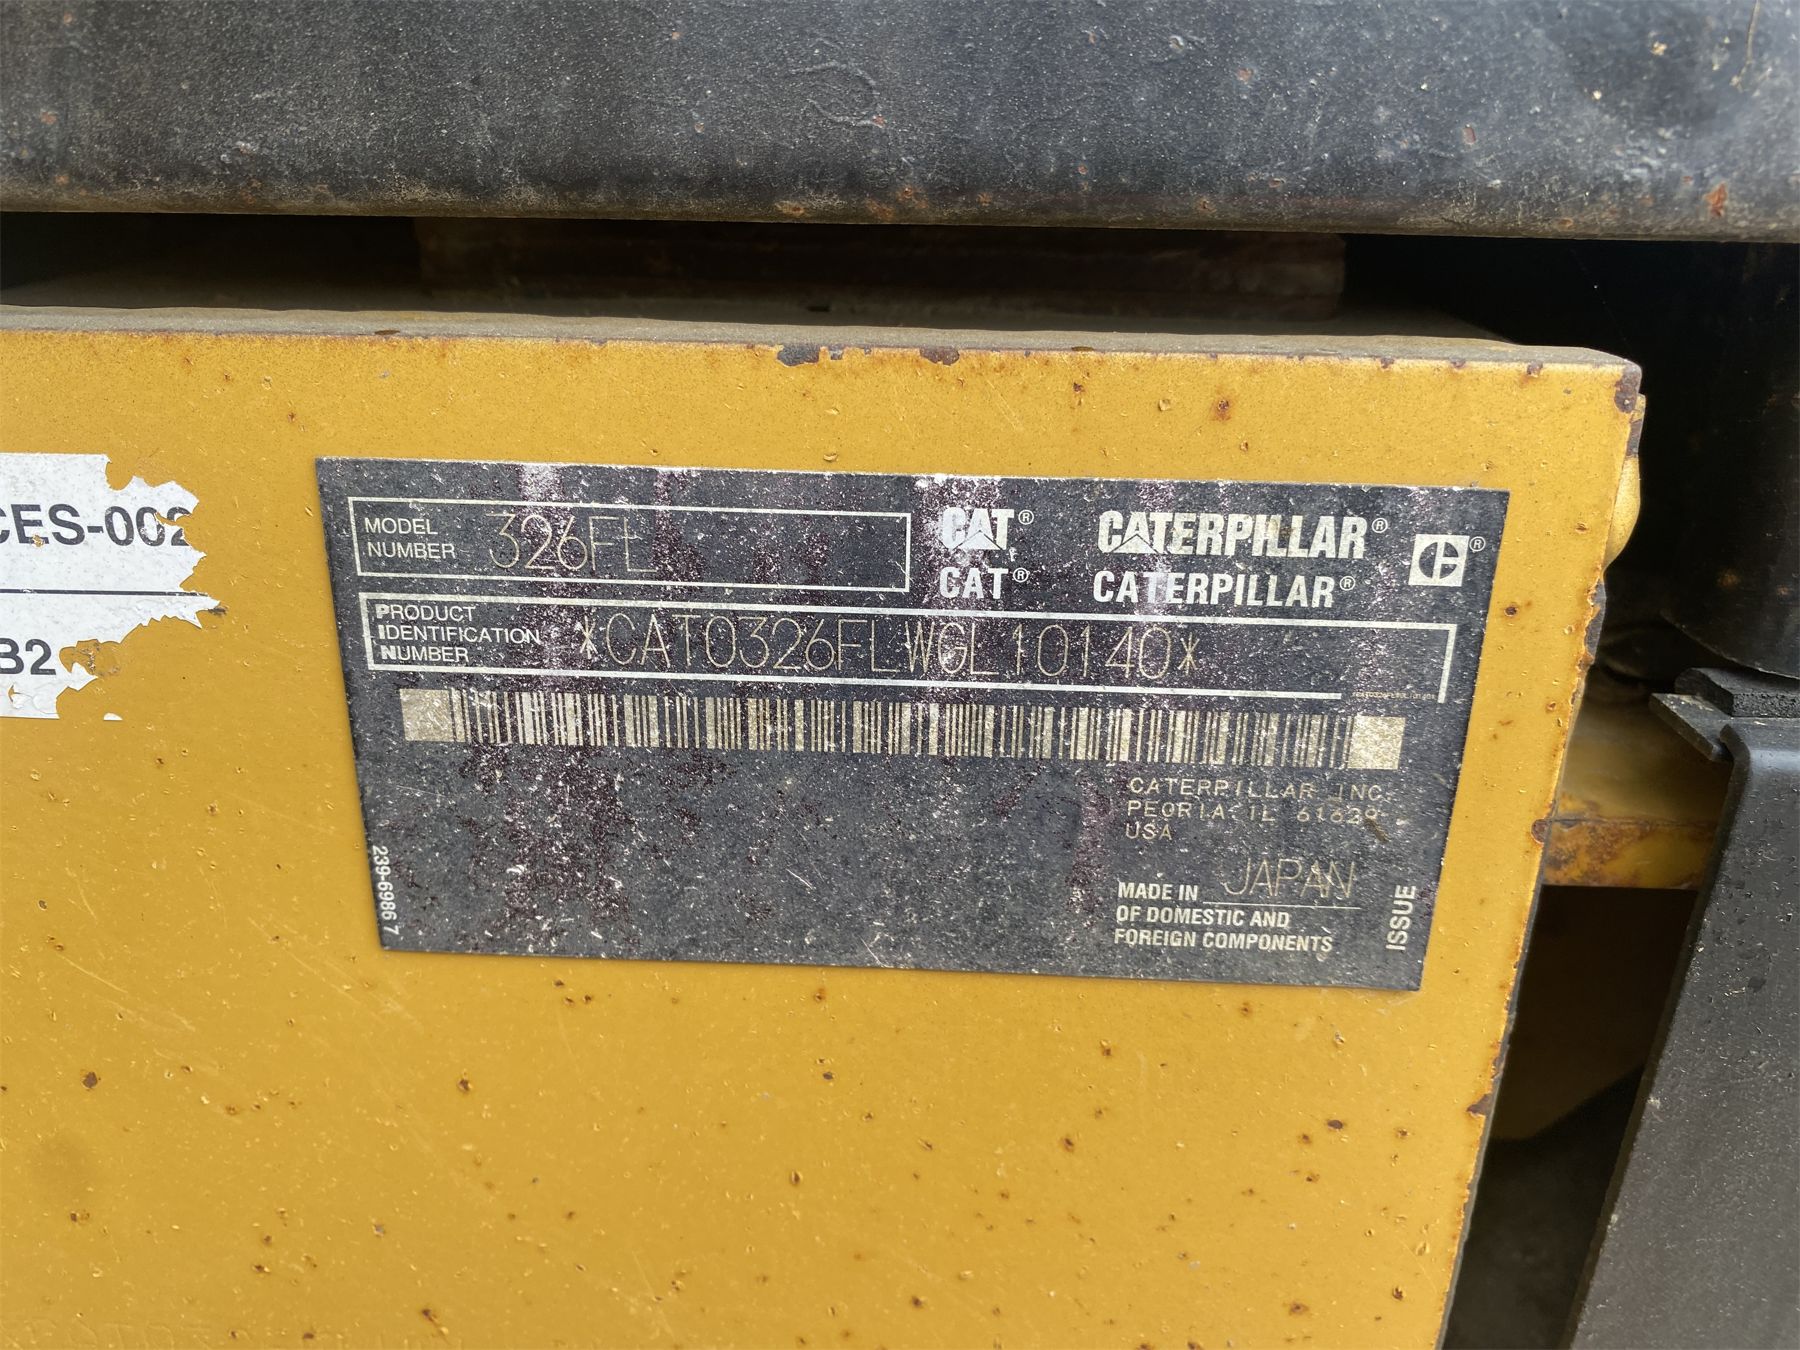 CES-002
B2
MODEL
NUMBER
326FL
CAT® CATERPILLAR® ®
CAT® CATERPILLAR®
PRODUCT
IDENTIFICATION
NUMBER
*CAT0326FLWGL10140*
CATERPILLAR INC.
PEORIA IL 61629
USA
MADE IN JAPAN
OF DOMESTIC AND
FOREIGN COMPONENTS
ISSUE
239-6986 7